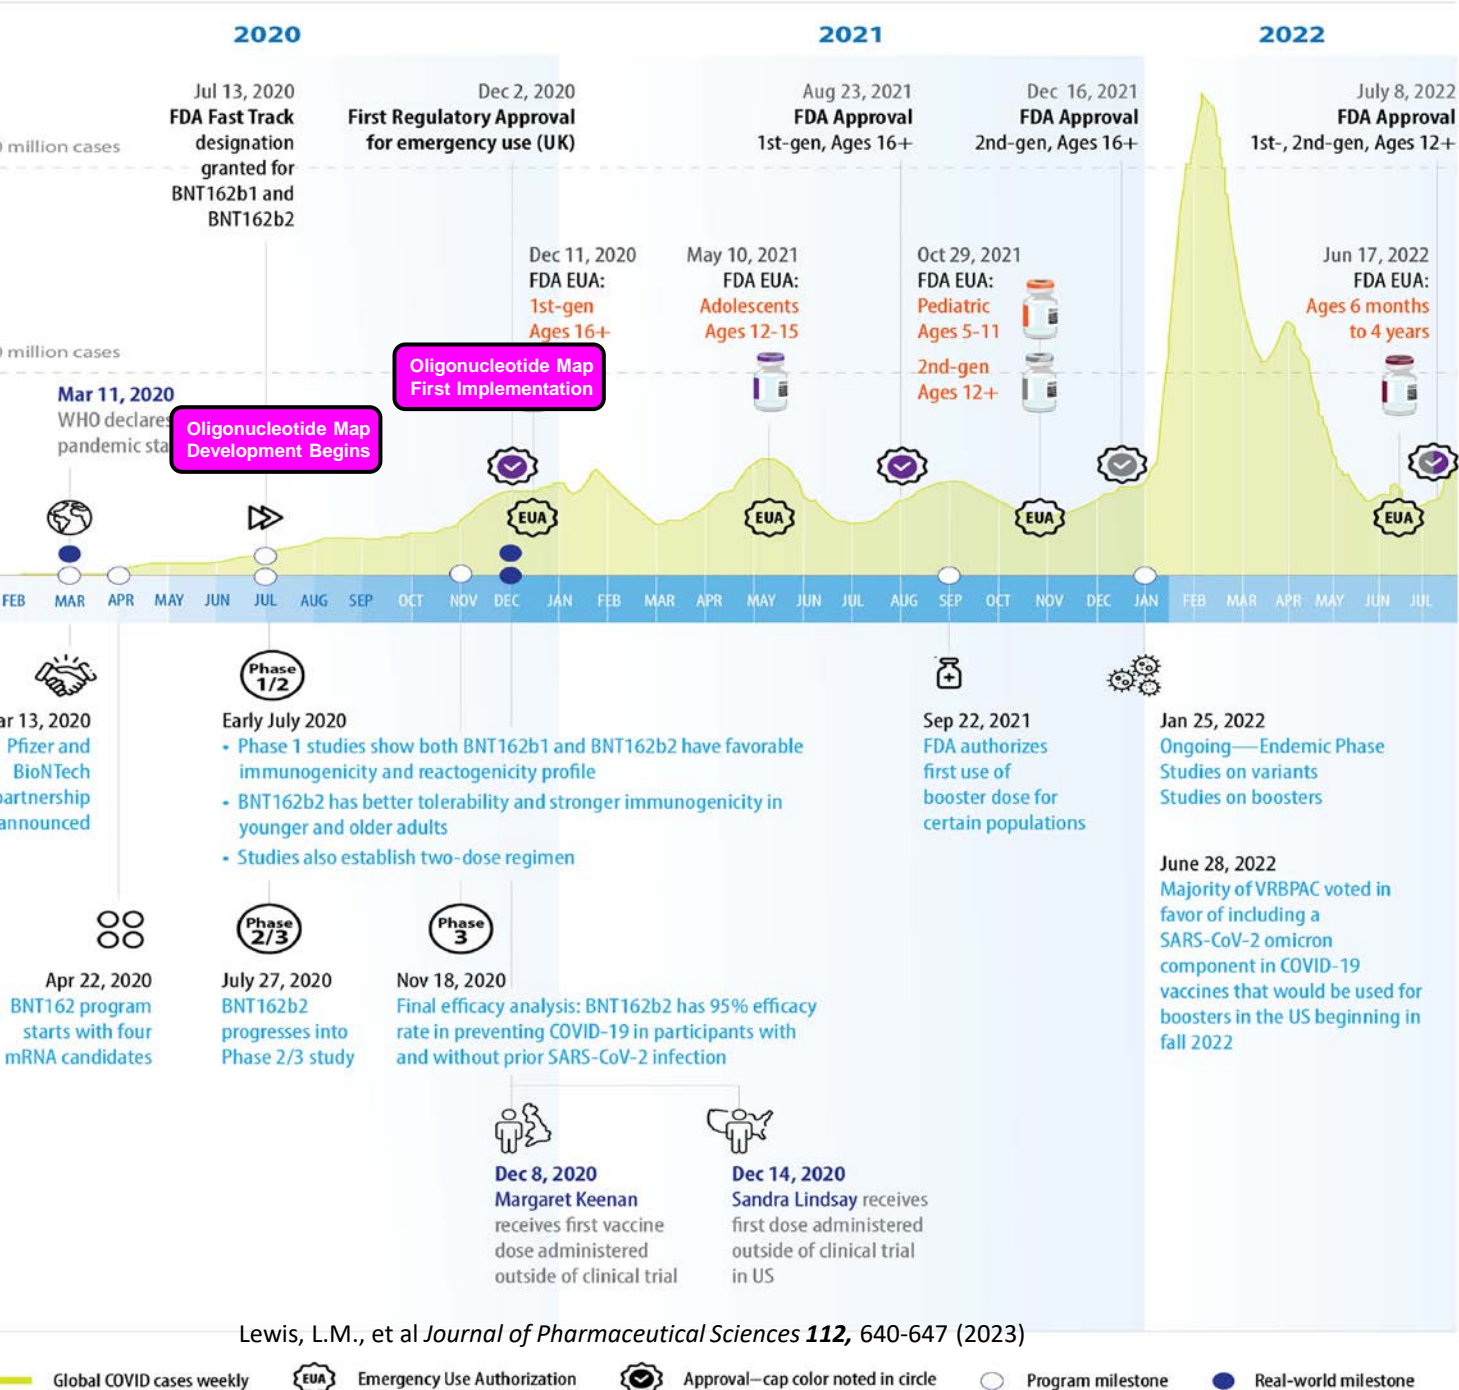 2020
2021
2022
Jul 13, 2020
FDA Fast Track
designation
granted for
BNT162b1 and
BNT162b2
Dec 2, 2020
First Regulatory Approval
for emergency use (UK)
Aug 23, 2021
FDA Approval
1st-gen, Ages 16+
Dec 16, 2021
FDA Approval
2nd-gen, Ages 16+
July 8, 2022
FDA Approval
1st-, 2nd-gen, Ages 12+
million cases
Dec 11, 2020
FDA EUA:
1st-gen
Ages 16+
May 10, 2021
FDA EUA:
Adolescents
Ages 12-15
Oct 29, 2021
FDA EUA:
Pediatric
Ages 5-11
2nd-gen
Ages 12+
Jun 17, 2022
FDA EUA:
Ages 6 months
to 4 years
million cases
Oligonucleotide Map
First Implementation
Mar 11, 2020
WHO declares
pandemic
Oligonucleotide Map
Development Begins
EUA
EUA
EUA
EUA
FEB MAR APR MAY JUN JUL AUG SEP OCT NOV DEC JAN FEB MAR APR MAY JUN JUL AUG SEP OCT NOV DEC JAN FEB MAR APR MAY JUN JUL
13, 2020
Pfizer and
BioNTech
partnership
announced
Phase
1/2
Early July 2020
• Phase 1 studies show both BNT162b1 and BNT162b2 have favorable
immunogenicity and reactogenicity profile
• BNT162b2 has better tolerability and stronger immunogenicity in
younger and older adults
• Studies also establish two-dose regimen
Sep 22, 2021
FDA authorizes
first use of
booster dose for
certain populations
Jan 25, 2022
Ongoing—Endemic Phase
Studies on variants
Studies on boosters
June 28, 2022
Majority of VRBPAC voted in
favor of including a
SARS-CoV-2 omicron
component in COVID-19
vaccines that would be used for
boosters in the US beginning in
fall 2022
Apr 22, 2020
BNT162 program
starts with four
mRNA candidates
Phase
2/3
July 27, 2020
BNT162b2
progresses into
Phase 2/3 study
Phase
3
Nov 18, 2020
Final efficacy analysis: BNT162b2 has 95% efficacy
rate in preventing COVID-19 in participants with
and without prior SARS-CoV-2 infection
Dec 8, 2020
Margaret Keenan
receives first vaccine
dose administered
outside of clinical trial
Dec 14, 2020
Sandra Lindsay receives
first dose administered
outside of clinical trial
in US
Lewis, L.M., et al Journal of Pharmaceutical Sciences 112, 640-647 (2023)
Global COVID cases weekly
EUA Emergency Use Authorization
Approval—cap color noted in circle
Program milestone
Real-world milestone